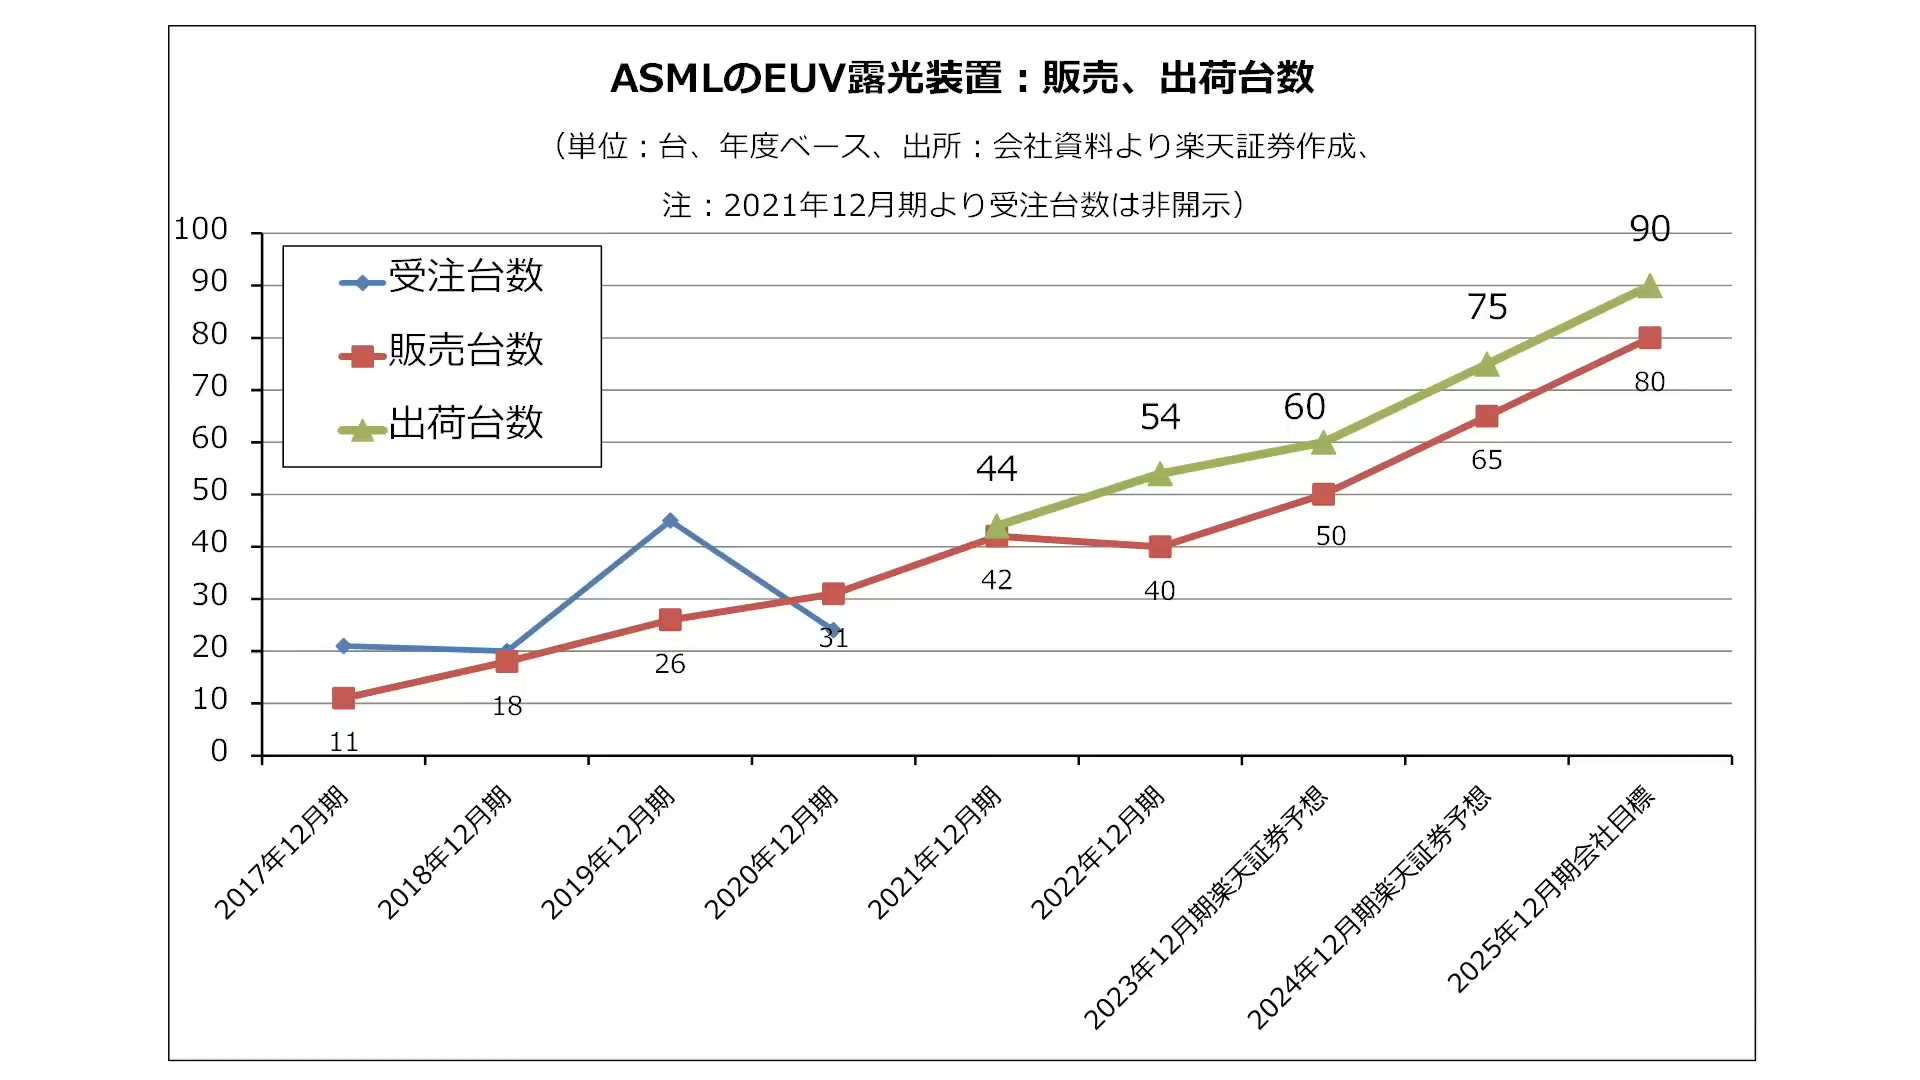 ASMLのEUV露光装置：販売、出荷台数
（単位：台、年度ベース、出所：会社資料より楽天証券作成、
注：2021年12月期より受注台数は非開示）
100
90
80
70
60
50
40
30
20
10
0
受注台数
販売台数
出荷台数
11
18
26
31
42
40
50
65
80
44
54
60
75
90
2017年12月期
2018年12月期
2019年12月期
2020年12月期
2021年12月期
2022年12月期
2023年12月期楽天証券予想
2024年12月期楽天証券予想
2025年12月期会社目標